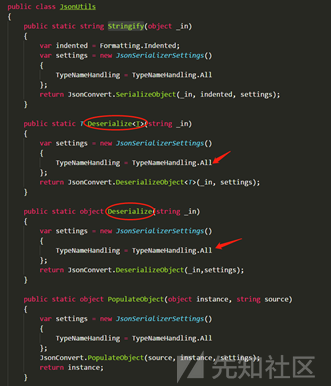 public class JsonUtils
{
public static string Stringify(object _in)
{
var indented = Formatting.Indented;
var settings = new JsonSerializerSettings()
{
TypeNameHandling = TypeNameHandling.All
};
return JsonConvert.SerializeObject(_in, indented, settings);
}
public static T Deserialize<T>(string _in)
{
var settings = new JsonSerializerSettings()
{
TypeNameHandling = TypeNameHandling.All
};
return JsonConvert.DeserializeObject<T>(_in, settings);
}
public static object Deserialize(string _in)
{
var settings = new JsonSerializerSettings()
{
TypeNameHandling = TypeNameHandling.All
};
return JsonConvert.DeserializeObject(_in,settings);
}
public static object PopulateObject(object instance, string source)
{
var settings = new JsonSerializerSettings()
{
TypeNameHandling = TypeNameHandling.All
};
JsonConvert.PopulateObject(source, instance, settings);
return instance;
}
先知社区